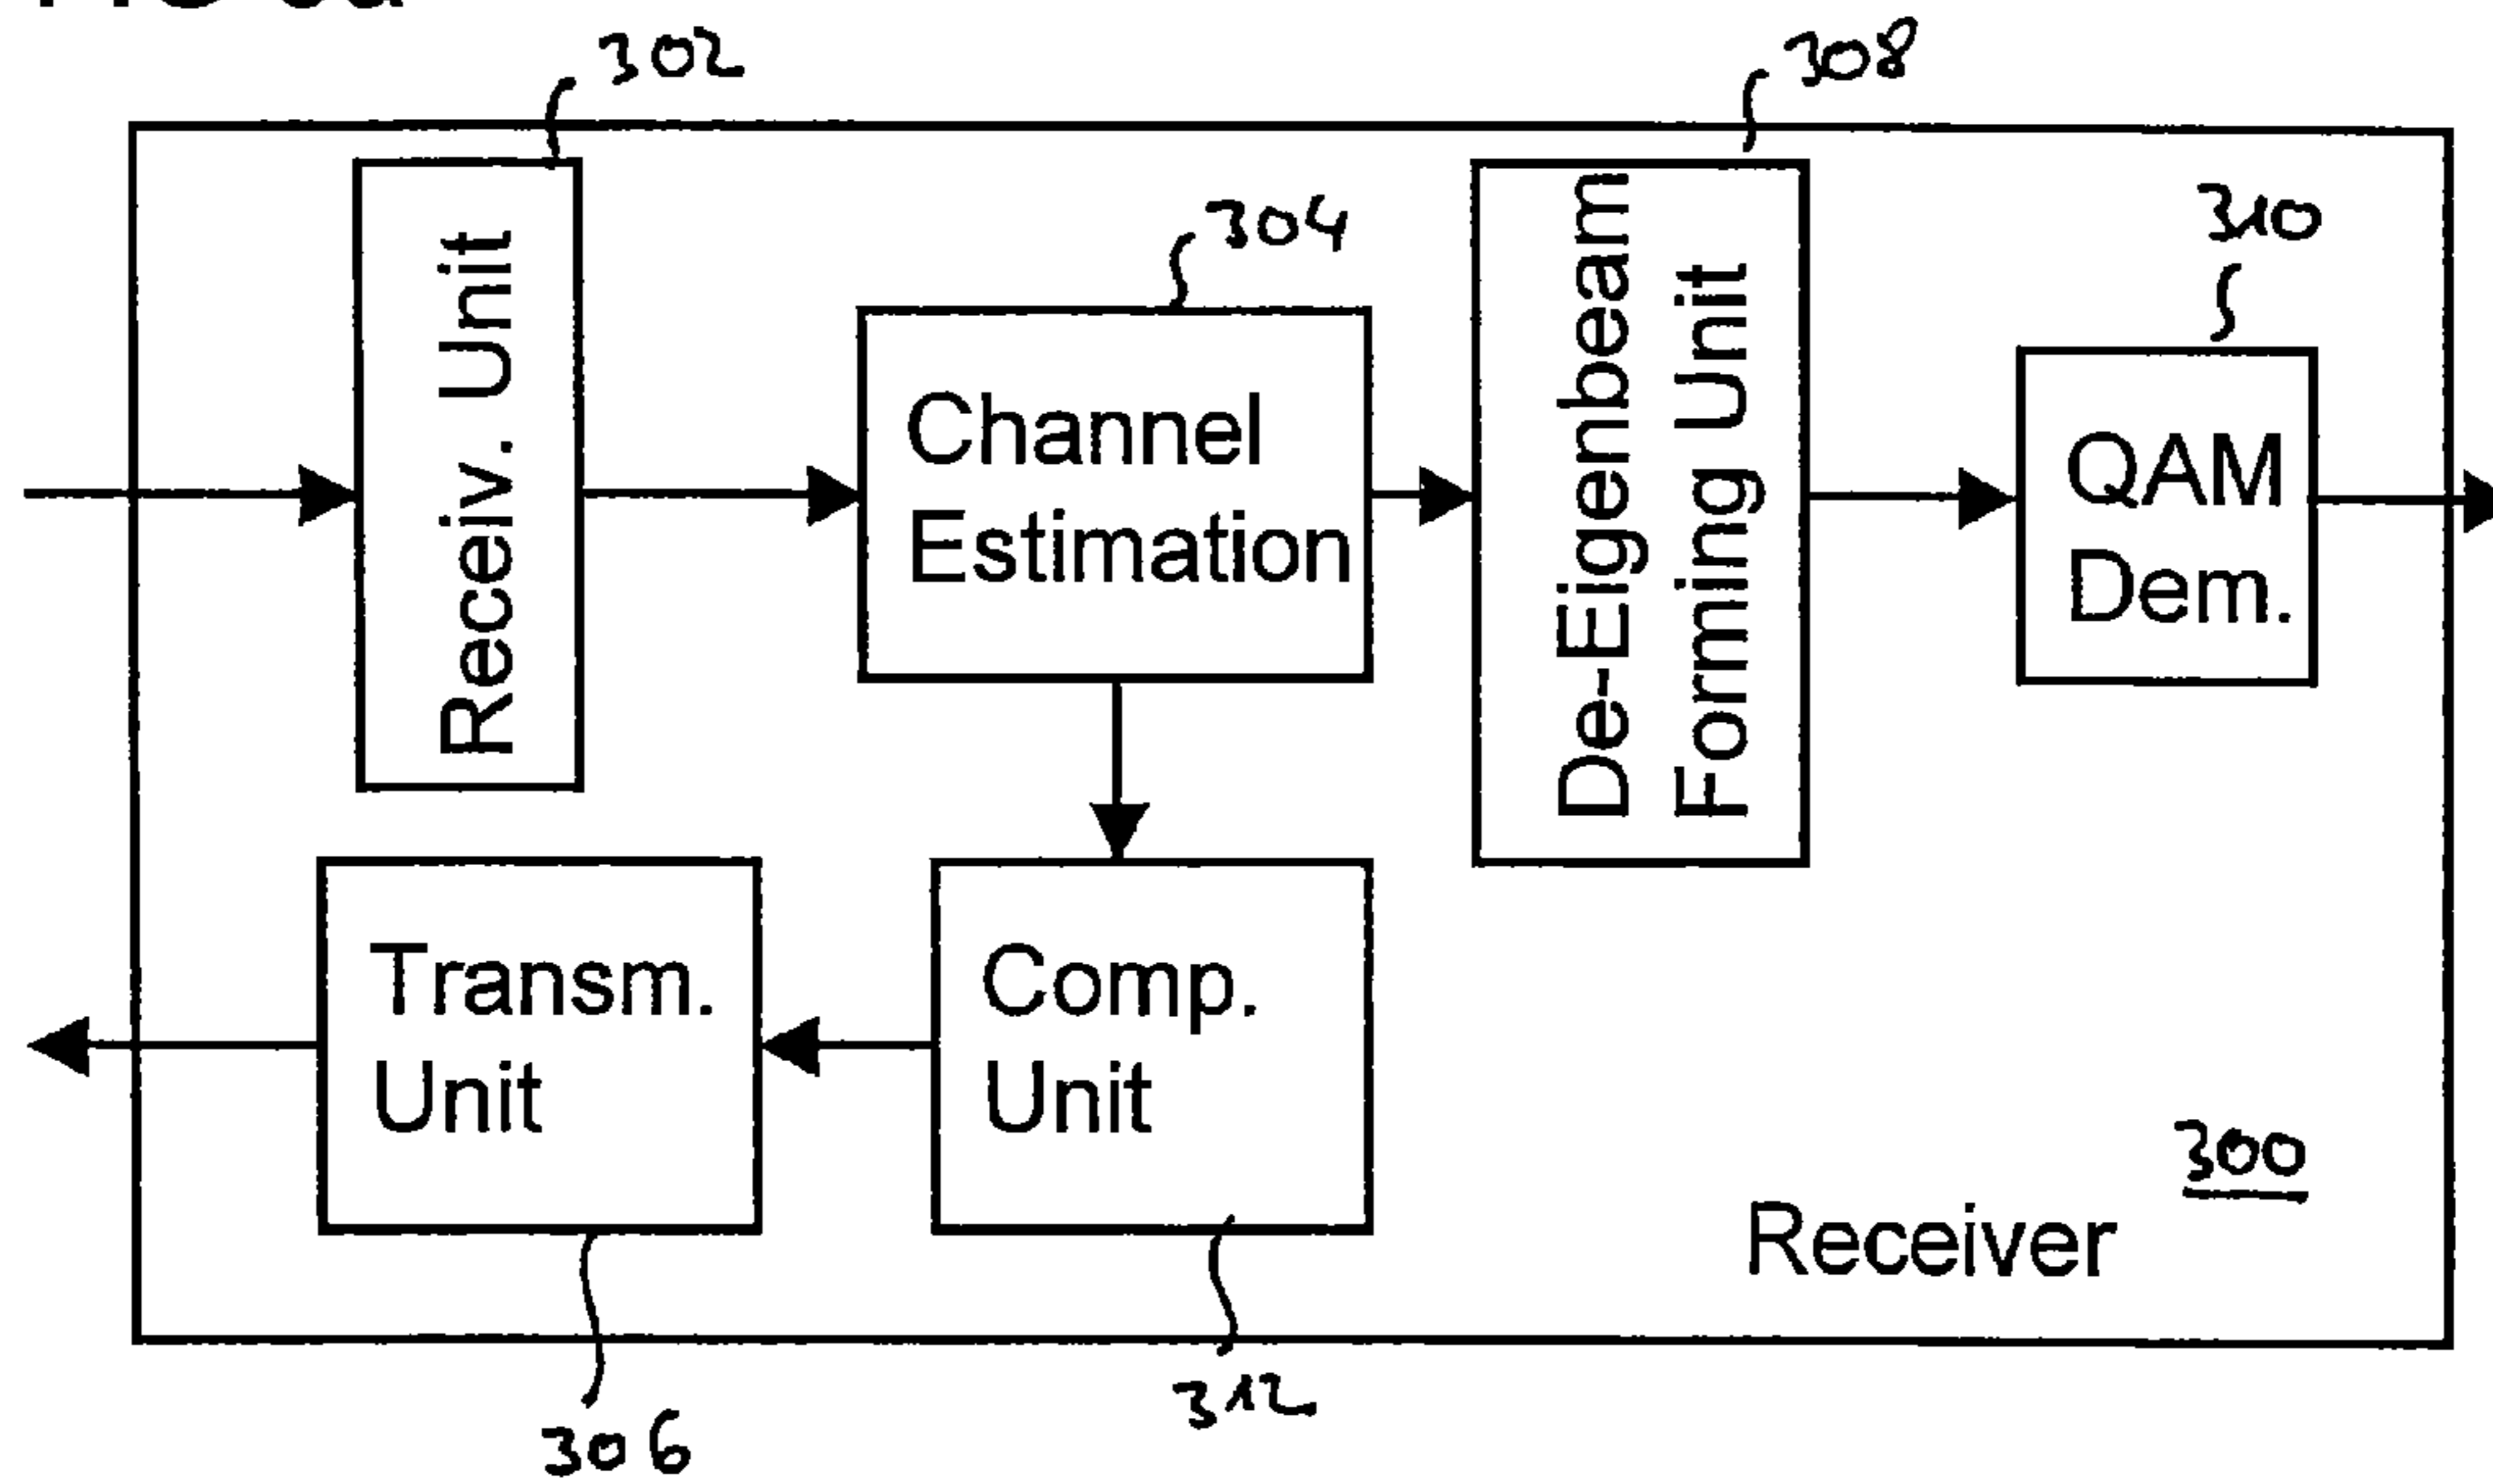 302
308
304
310
Receiv. Unit
Channel
Estimation
De-Eigenbeam
Forming Unit
QAM
Dem.
Transm.
Unit
Comp.
Unit
300
Receiver
306
312